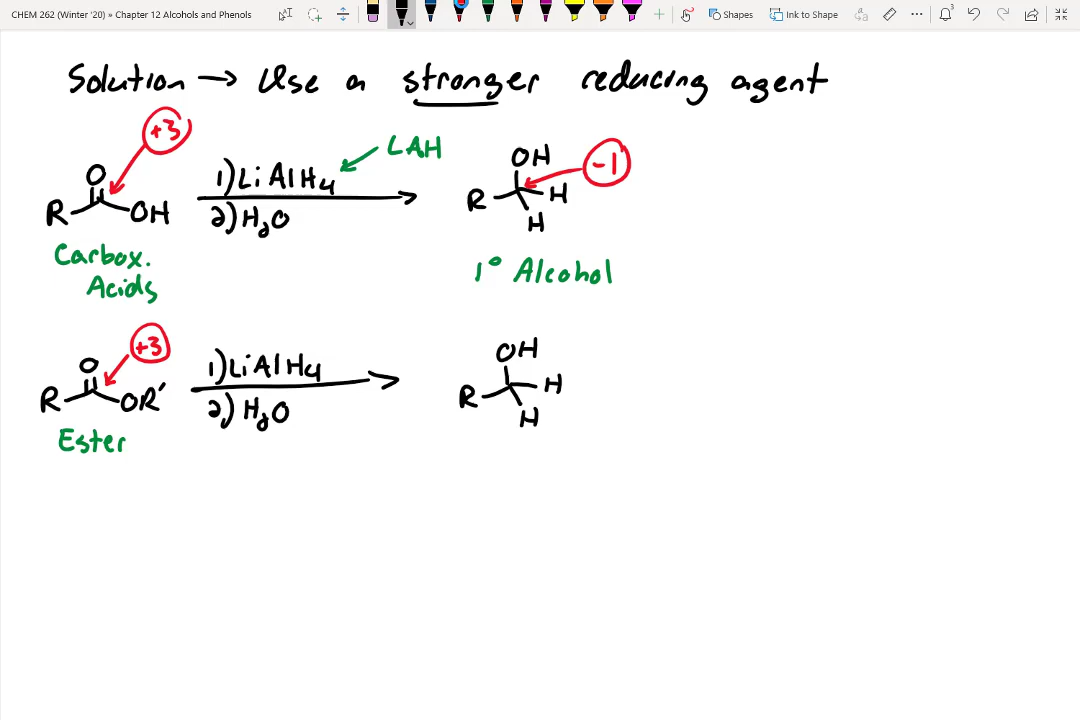 CHEM 262 (Winter '20) » Chapter 12 Alcohols and Phenols
Shapes
Ink to Shape
3
Solution → Use a stronger reducing agent
+3
LAH
O
R
OH
1) LiAlH4
2) H2O
OH
-1
R
H
H
Carbox.
Acids
1° Alcohol
+3
O
R
OR'
1) LiAlH4
2) H2O
OH
R
H
H
Ester